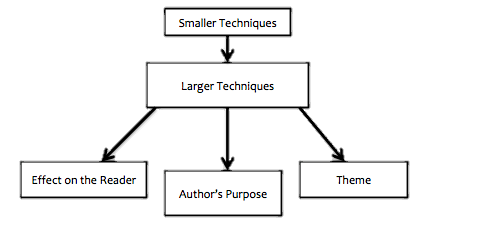 Smaller Techniques
Larger Techniques
Effect on the Reader
Author's Purpose
Theme